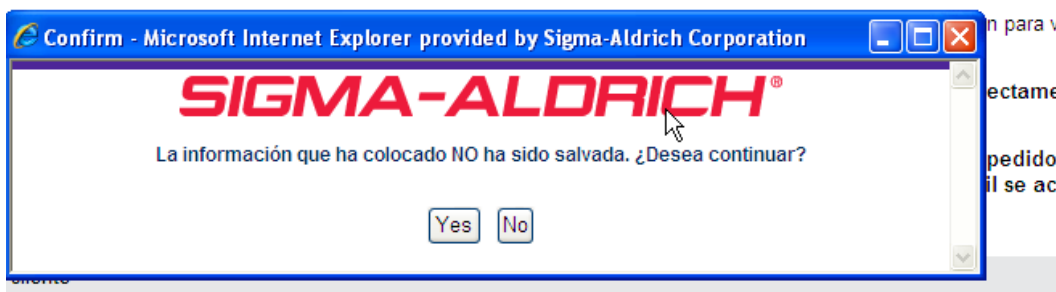 Confirm - Microsoft Internet Explorer provided by Sigma-Aldrich Corporation
n para v
SIGMA-ALDRICH®
ectame
La información que ha colocado NO ha sido salvada. ¿Desea continuar?
pedido
il se ac
Yes No